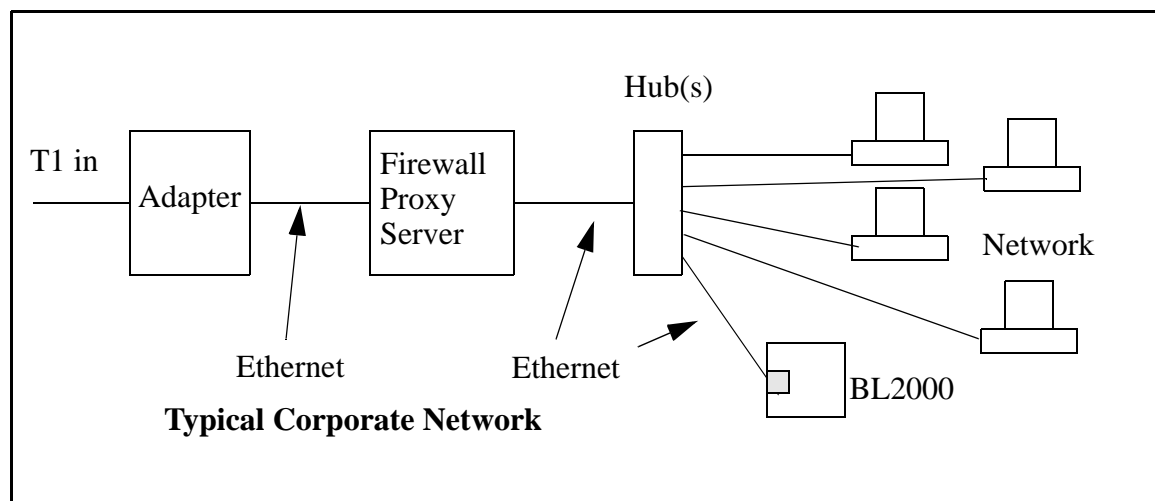 Hub(s)
T1 in
Adapter
Firewall
Proxy
Server
Network
Ethernet
Ethernet
BL2000
Typical Corporate Network